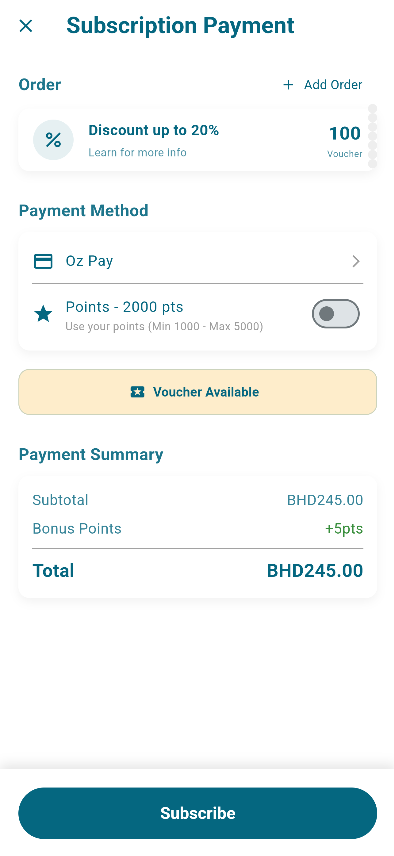 Subscription Payment
Order
+ Add Order
Discount up to 20%
Learn for more Info
100
Voucher
Payment Method
Oz Pay
Points - 2000 pts
Use your points (Min 1000 - Max 5000)
Voucher Available
Payment Summary
Subtotal BHD245.00
Bonus Points +5pts
Total BHD245.00
Subscribe